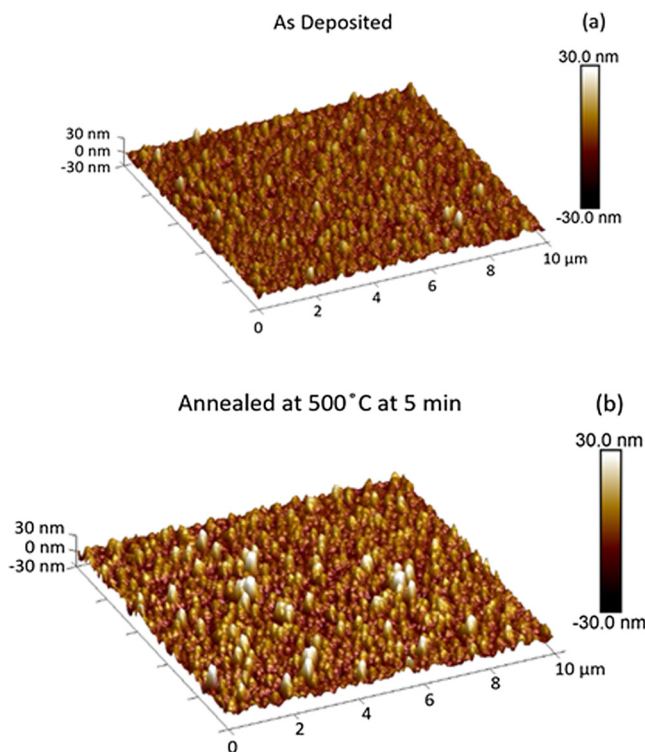 As Deposited
(a)
30.0 nm
30 nm
0 nm
-30 nm
-30.0 nm
0
2
4
6
8
10 µm
Annealed at 500˚C at 5 min
(b)
30.0 nm
30 nm
0 nm
-30 nm
-30.0 nm
0
2
4
6
8
10 µm